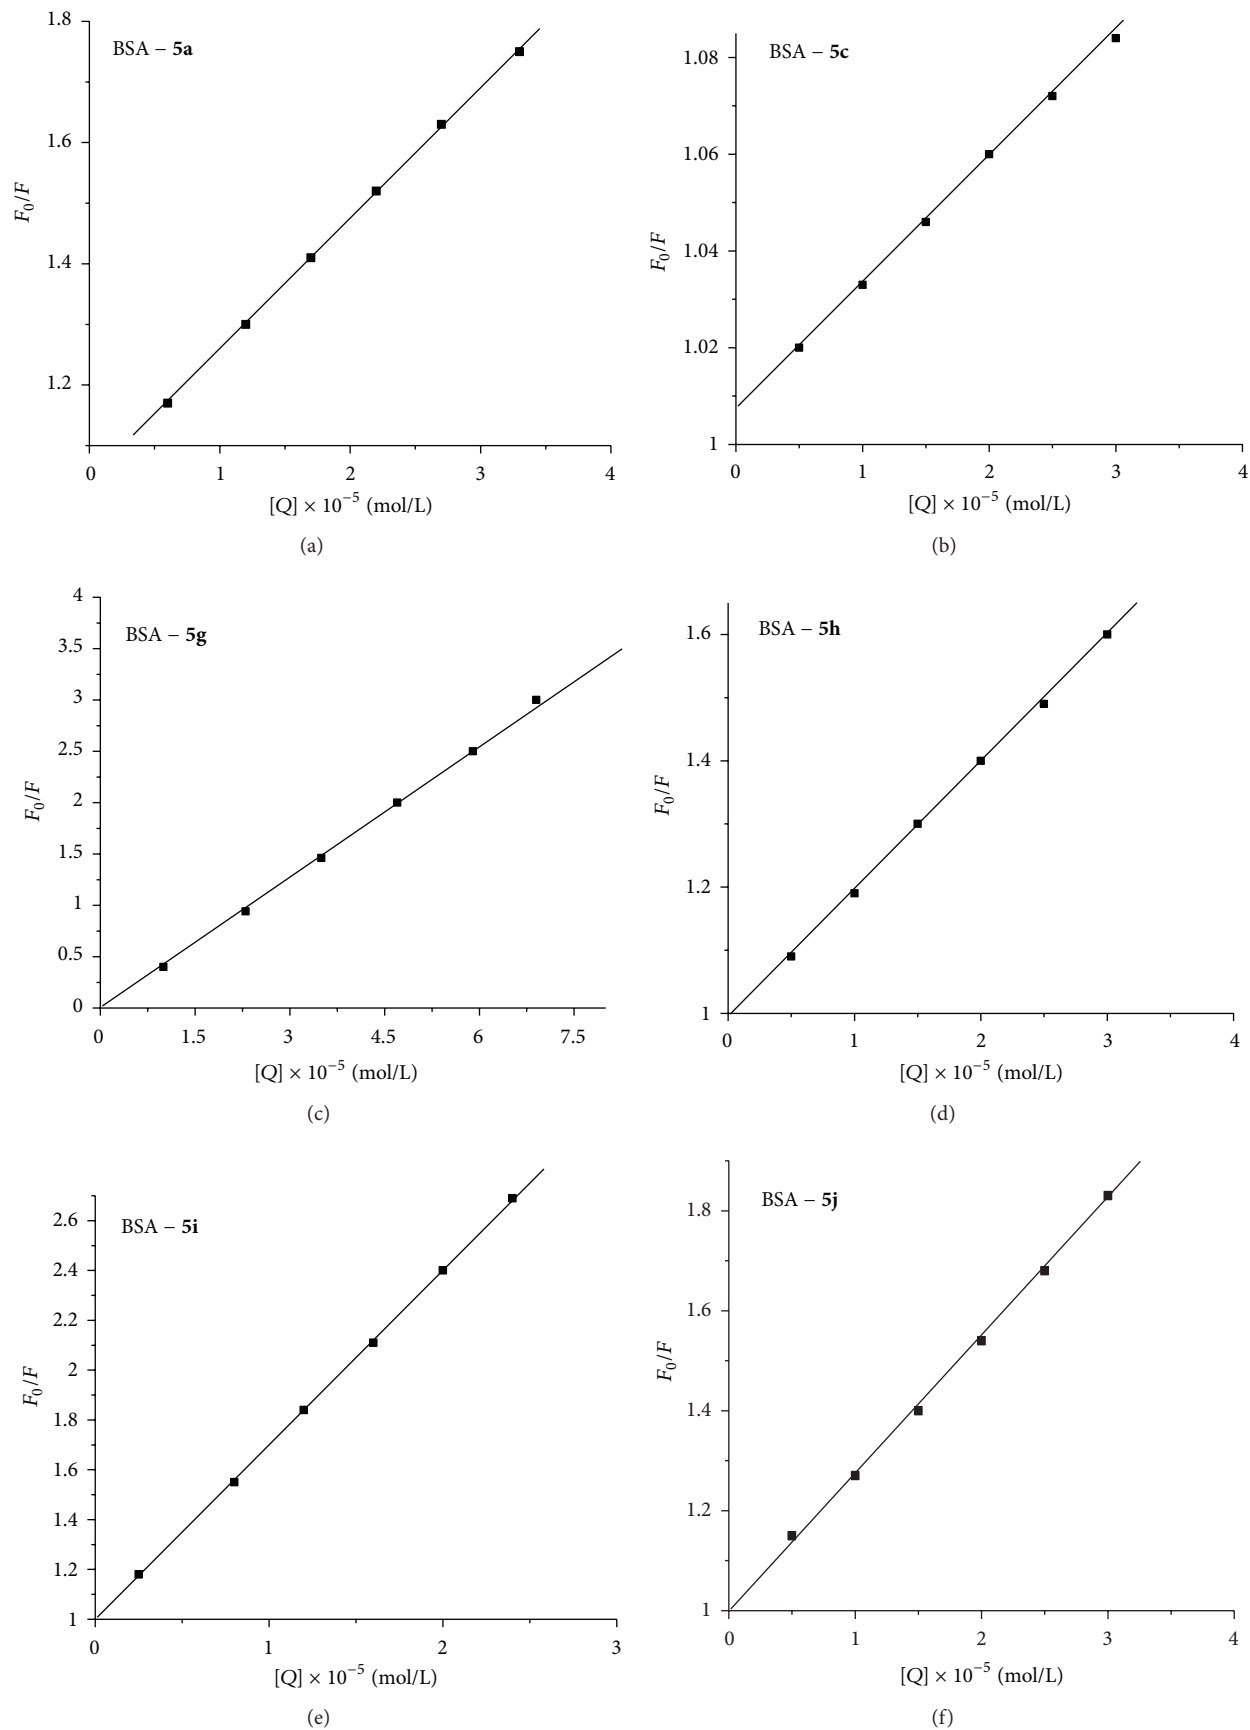 BSA – 5a
1.8
1.6
1.4
1.2
F0/F
0
1
2
3
4
[Q] × 10−5 (mol/L)
(a)
BSA – 5c
1.08
1.06
1.04
1.02
1
F0/F
0
1
2
3
4
[Q] × 10−5 (mol/L)
(b)
BSA – 5g
4
3.5
3
2.5
2
1.5
1
0.5
0
F0/F
0
1.5
3
4.5
6
7.5
[Q] × 10−5 (mol/L)
(c)
BSA – 5h
1.6
1.4
1.2
1
F0/F
0
1
2
3
4
[Q] × 10−5 (mol/L)
(d)
BSA – 5i
2.6
2.4
2.2
2
1.8
1.6
1.4
1.2
1
F0/F
0
1
2
3
[Q] × 10−5 (mol/L)
(e)
BSA – 5j
1.8
1.6
1.4
1.2
1
F0/F
0
1
2
3
4
[Q] × 10−5 (mol/L)
(f)